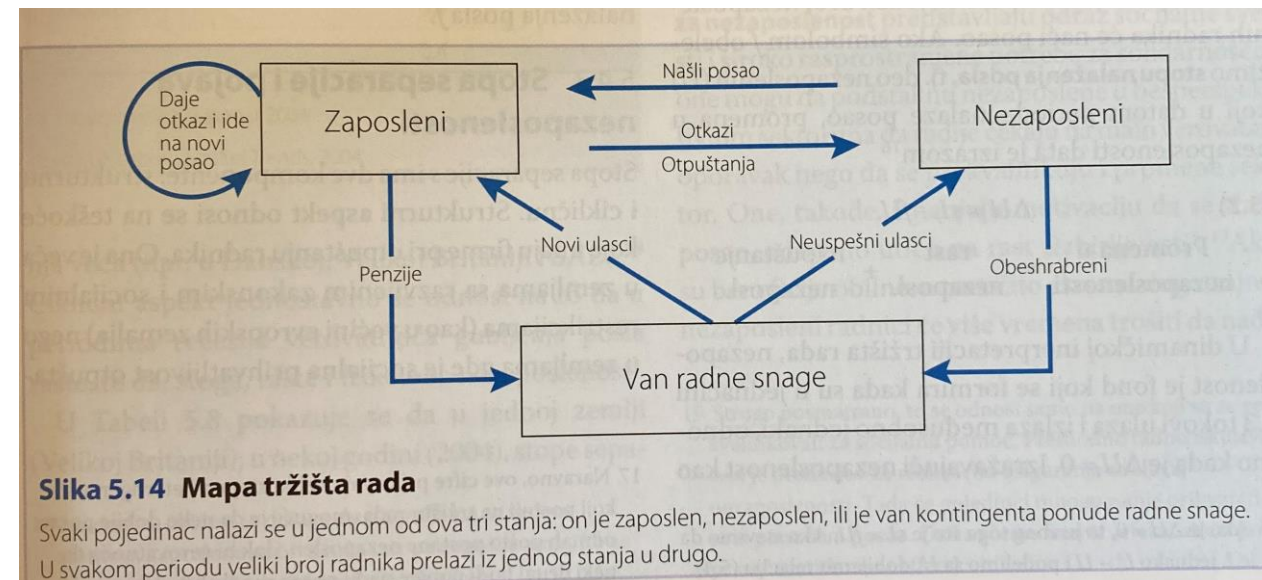 Daje
otkaz i ide
na novi
posao
Zaposleni
Našli posao
Otkazi
Otpuštanja
Nezaposleni
Penzije
Novi ulasci
Neuspešni ulasci
Obeshrabreni
Van radne snage
Slika 5.14 Mapa tržišta rada
Svaki pojedinac nalazi se u jednom od ova tri stanja: on je zaposlen, nezaposlen, ili je van kontingenta ponude radne snage.
U svakom periodu veliki broj radnika prelazi iz jednog stanja u drugo.